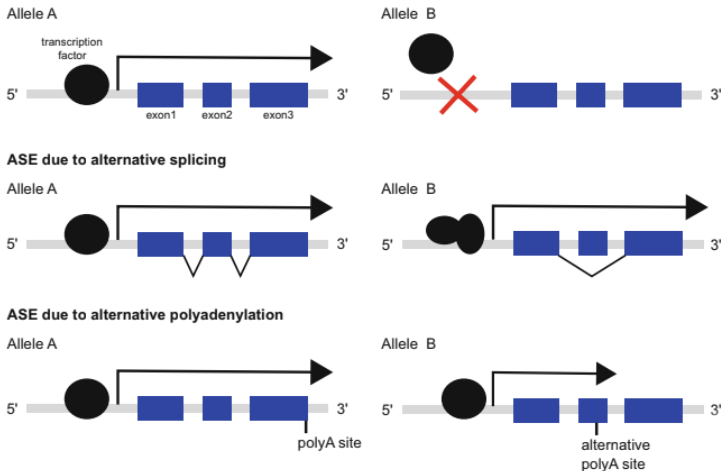 Allele A
Allele B
transcription
factor
5'
3'
5'
3'
exon1
exon2
exon3
ASE due to alternative splicing
Allele A
Allele B
5'
3'
5'
3'
ASE due to alternative polyadenylation
Allele A
Allele B
5'
3'
5'
3'
polyA site
alternative
polyA site